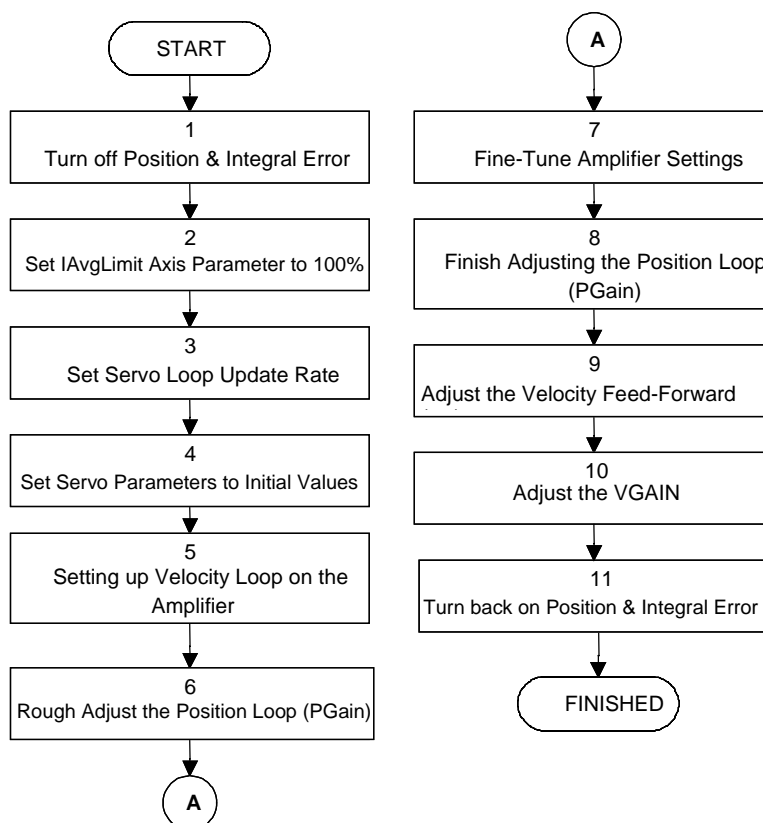 START
1
Turn off Position & Integral Error
2
Set IAvgLimit Axis Parameter to 100%
3
Set Servo Loop Update Rate
4
Set Servo Parameters to Initial Values
5
Setting up Velocity Loop on the
Amplifier
6
Rough Adjust the Position Loop (PGain)
A
A
7
Fine-Tune Amplifier Settings
8
Finish Adjusting the Position Loop
(PGain)
9
Adjust the Velocity Feed-Forward
10
Adjust the VGAIN
11
Turn back on Position & Integral Error
FINISHED